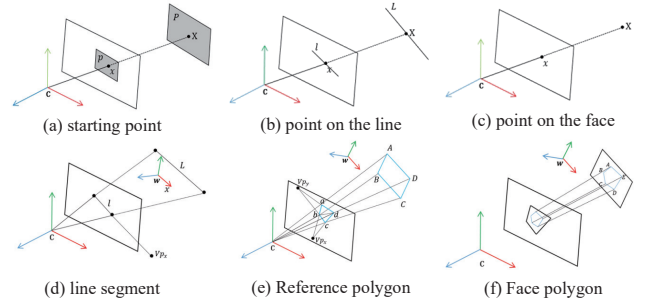 P
X
p
x
C
(a) starting point
L
X
l
x
C
(b) point on the line
X
x
C
(c) point on the face
L
w
x
l
C
vp_x
(d) line segment
w
A
B
D
C
vp_y
a
b
d
c
vp_x
C
(e) Reference polygon
w
A
B
D
C
(f) Face polygon